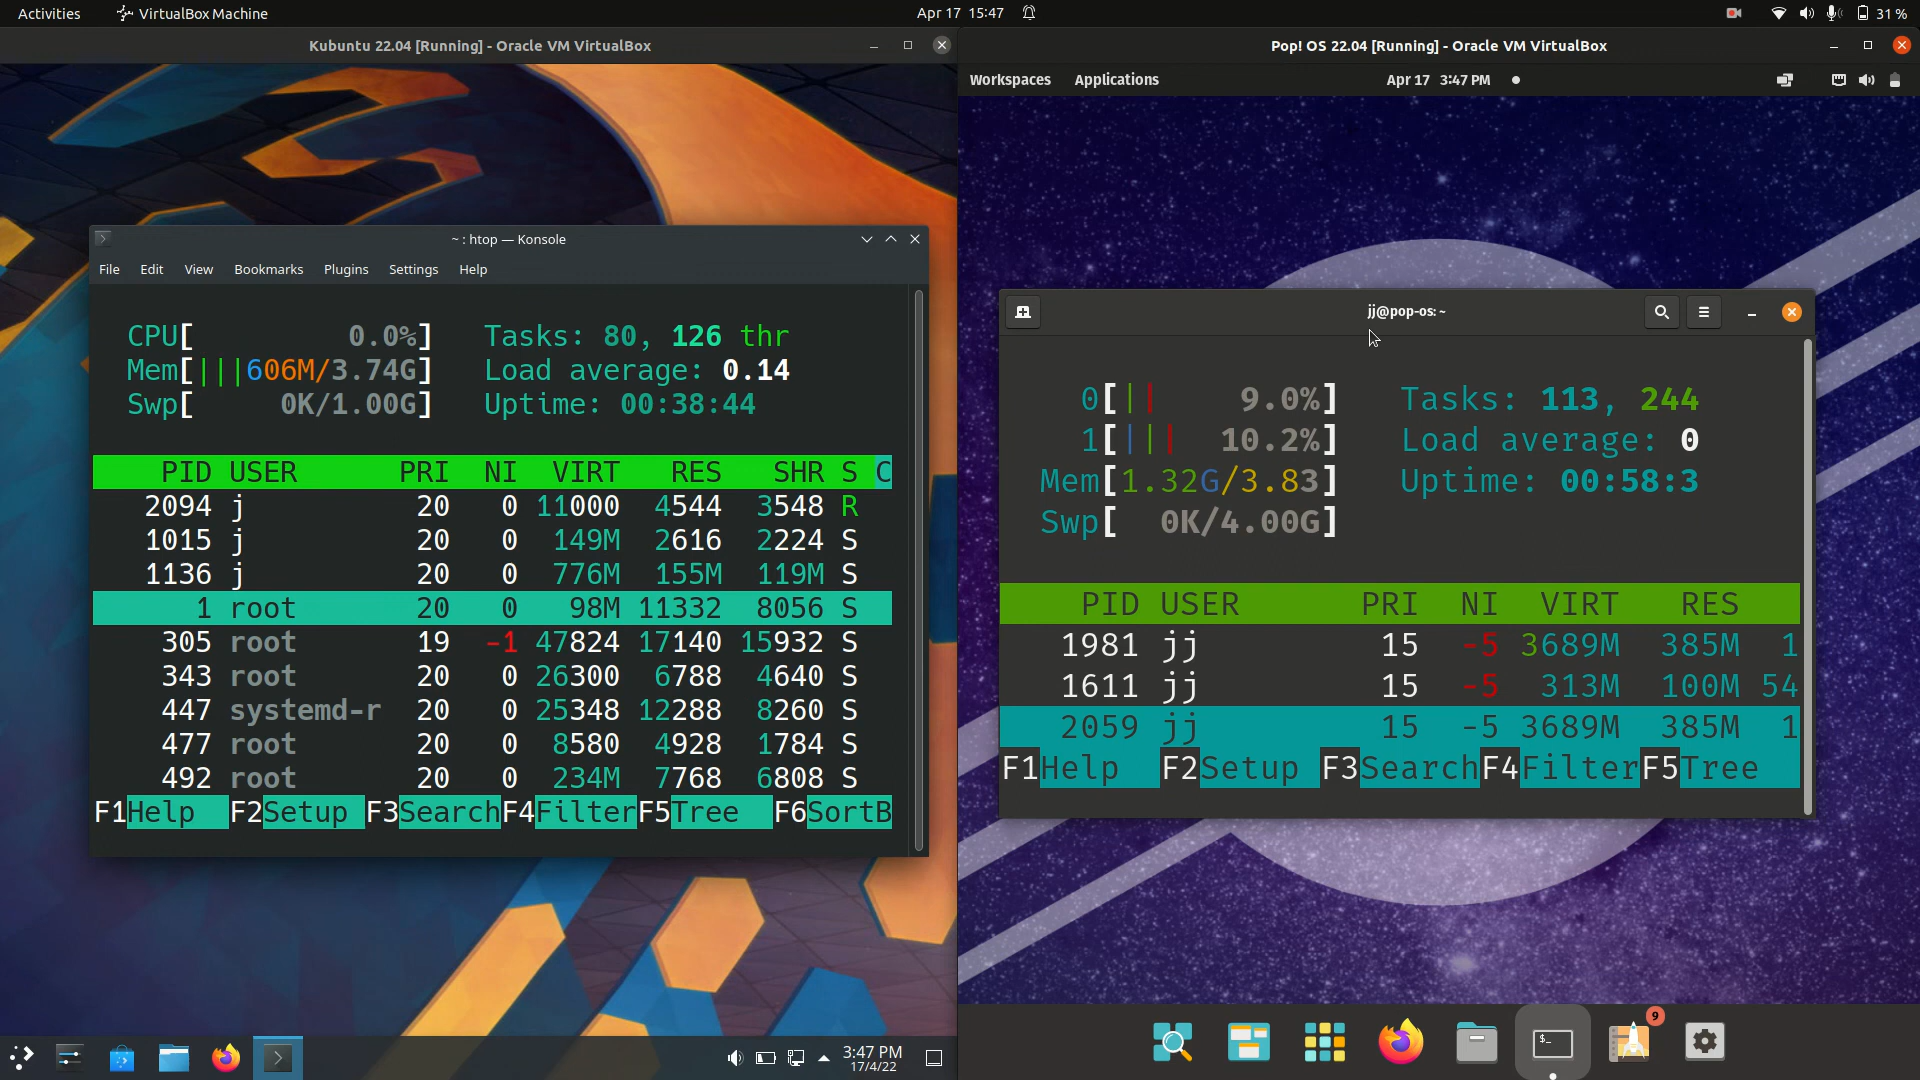 Activities VirtualBox Machine Apr 17 15:47 31 %
Kubuntu 22.04 [Running] - Oracle VM VirtualBox
~ : htop — Konsole
File Edit View Bookmarks Plugins Settings Help
CPU[ 0.0%] Tasks: 80, 126 thr
Mem[|||606M/3.74G] Load average: 0.14
Swp[ 0K/1.00G] Uptime: 00:38:44
PID USER PRI NI VIRT RES SHR S C
2094 j 20 0 11000 4544 3548 R
1015 j 20 0 149M 2616 2224 S
1136 j 20 0 776M 155M 119M S
1 root 20 0 98M 11332 8056 S
305 root 19 -1 47824 17140 15932 S
343 root 20 0 26300 6788 4640 S
447 systemd-r 20 0 25348 12288 8260 S
477 root 20 0 8580 4928 1784 S
492 root 20 0 234M 7768 6808 S
F1Help F2Setup F3SearchF4FilterF5Tree F6SortB
3:47 PM
17/4/22
Pop! OS 22.04 [Running] - Oracle VM VirtualBox
Workspaces Applications Apr 17 3:47 PM
jj@pop-os: ~
0[|| 9.0%] Tasks: 113, 244
1[||| 10.2%] Load average: 0
Mem[1.32G/3.83] Uptime: 00:58:3
Swp[ 0K/4.00G]
PID USER PRI NI VIRT RES
1981 jj 15 -5 3689M 385M 1
1611 jj 15 -5 313M 100M 54
2059 jj 15 -5 3689M 385M 1
F1Help F2Setup F3SearchF4FilterF5Tree
$_
9